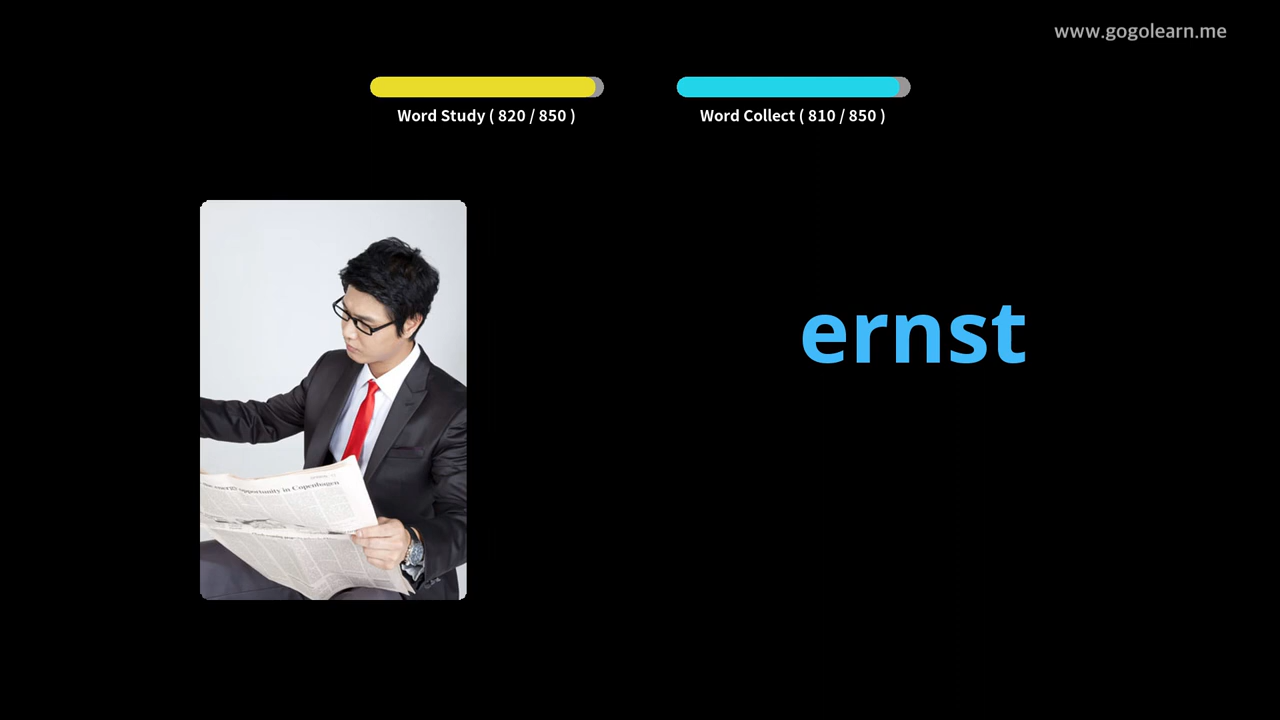 www.gogolearn.me
Word Study ( 820 / 850 )
Word Collect ( 810 / 850 )
ernst
opportunity in Copenhagen